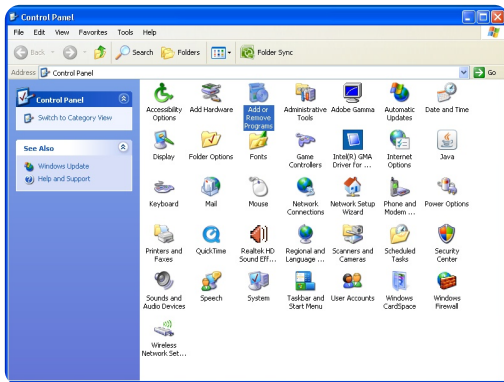 Control Panel
File Edit View Favorites Tools Help
Back Search Folders Folder Sync
Address Control Panel Go
Control Panel
Switch to Category View
See Also
Windows Update
Help and Support
Accessibility Options
Add Hardware
Add or Remove Programs
Administrative Tools
Adobe Gamma
Automatic Updates
Date and Time
Display
Folder Options
Fonts
Game Controllers
Intel(R) GMA Driver for ...
Internet Options
Java
Keyboard
Mail
Mouse
Network Connections
Network Setup Wizard
Phone and Modem ...
Power Options
Printers and Faxes
QuickTime
Realtek HD Sound Eff...
Regional and Language ...
Scanners and Cameras
Scheduled Tasks
Security Center
Sounds and Audio Devices
Speech
System
Taskbar and Start Menu
User Accounts
Windows CardSpace
Windows Firewall
Wireless Network Set...